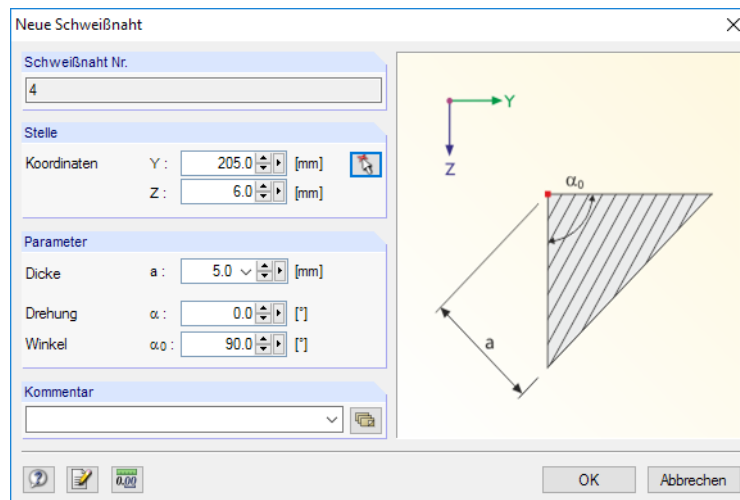 Neue Schweißnaht
Schweißnaht Nr.
4
Stelle
Koordinaten Y : 205.0 [mm]
Z : 6.0 [mm]
Parameter
Dicke a : 5.0 [mm]
Drehung α : 0.0 [°]
Winkel α0 : 90.0 [°]
Kommentar
Y
Z
α0
a
0.00
OK Abbrechen